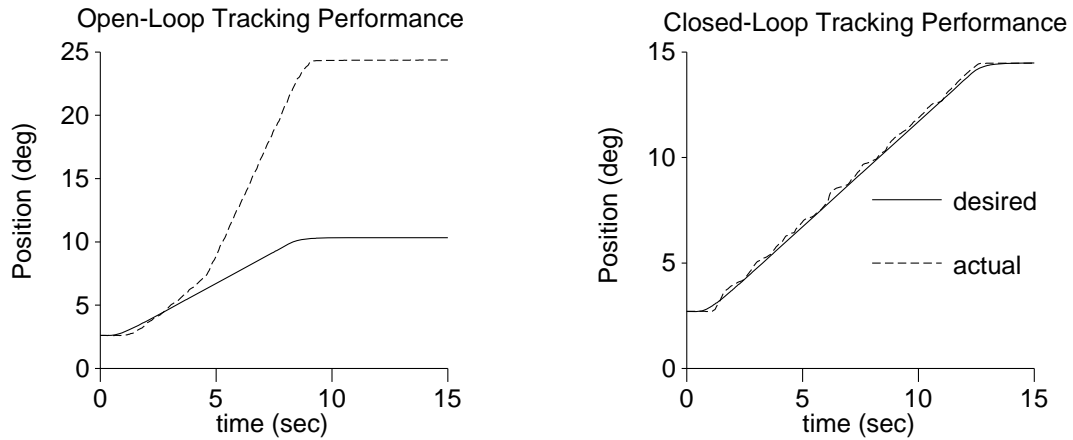 Open-Loop Tracking Performance
25
20
15
10
5
0
Position (deg)
0 5 10 15
time (sec)
Closed-Loop Tracking Performance
15
10
5
0
Position (deg)
desired
actual
0 5 10 15
time (sec)